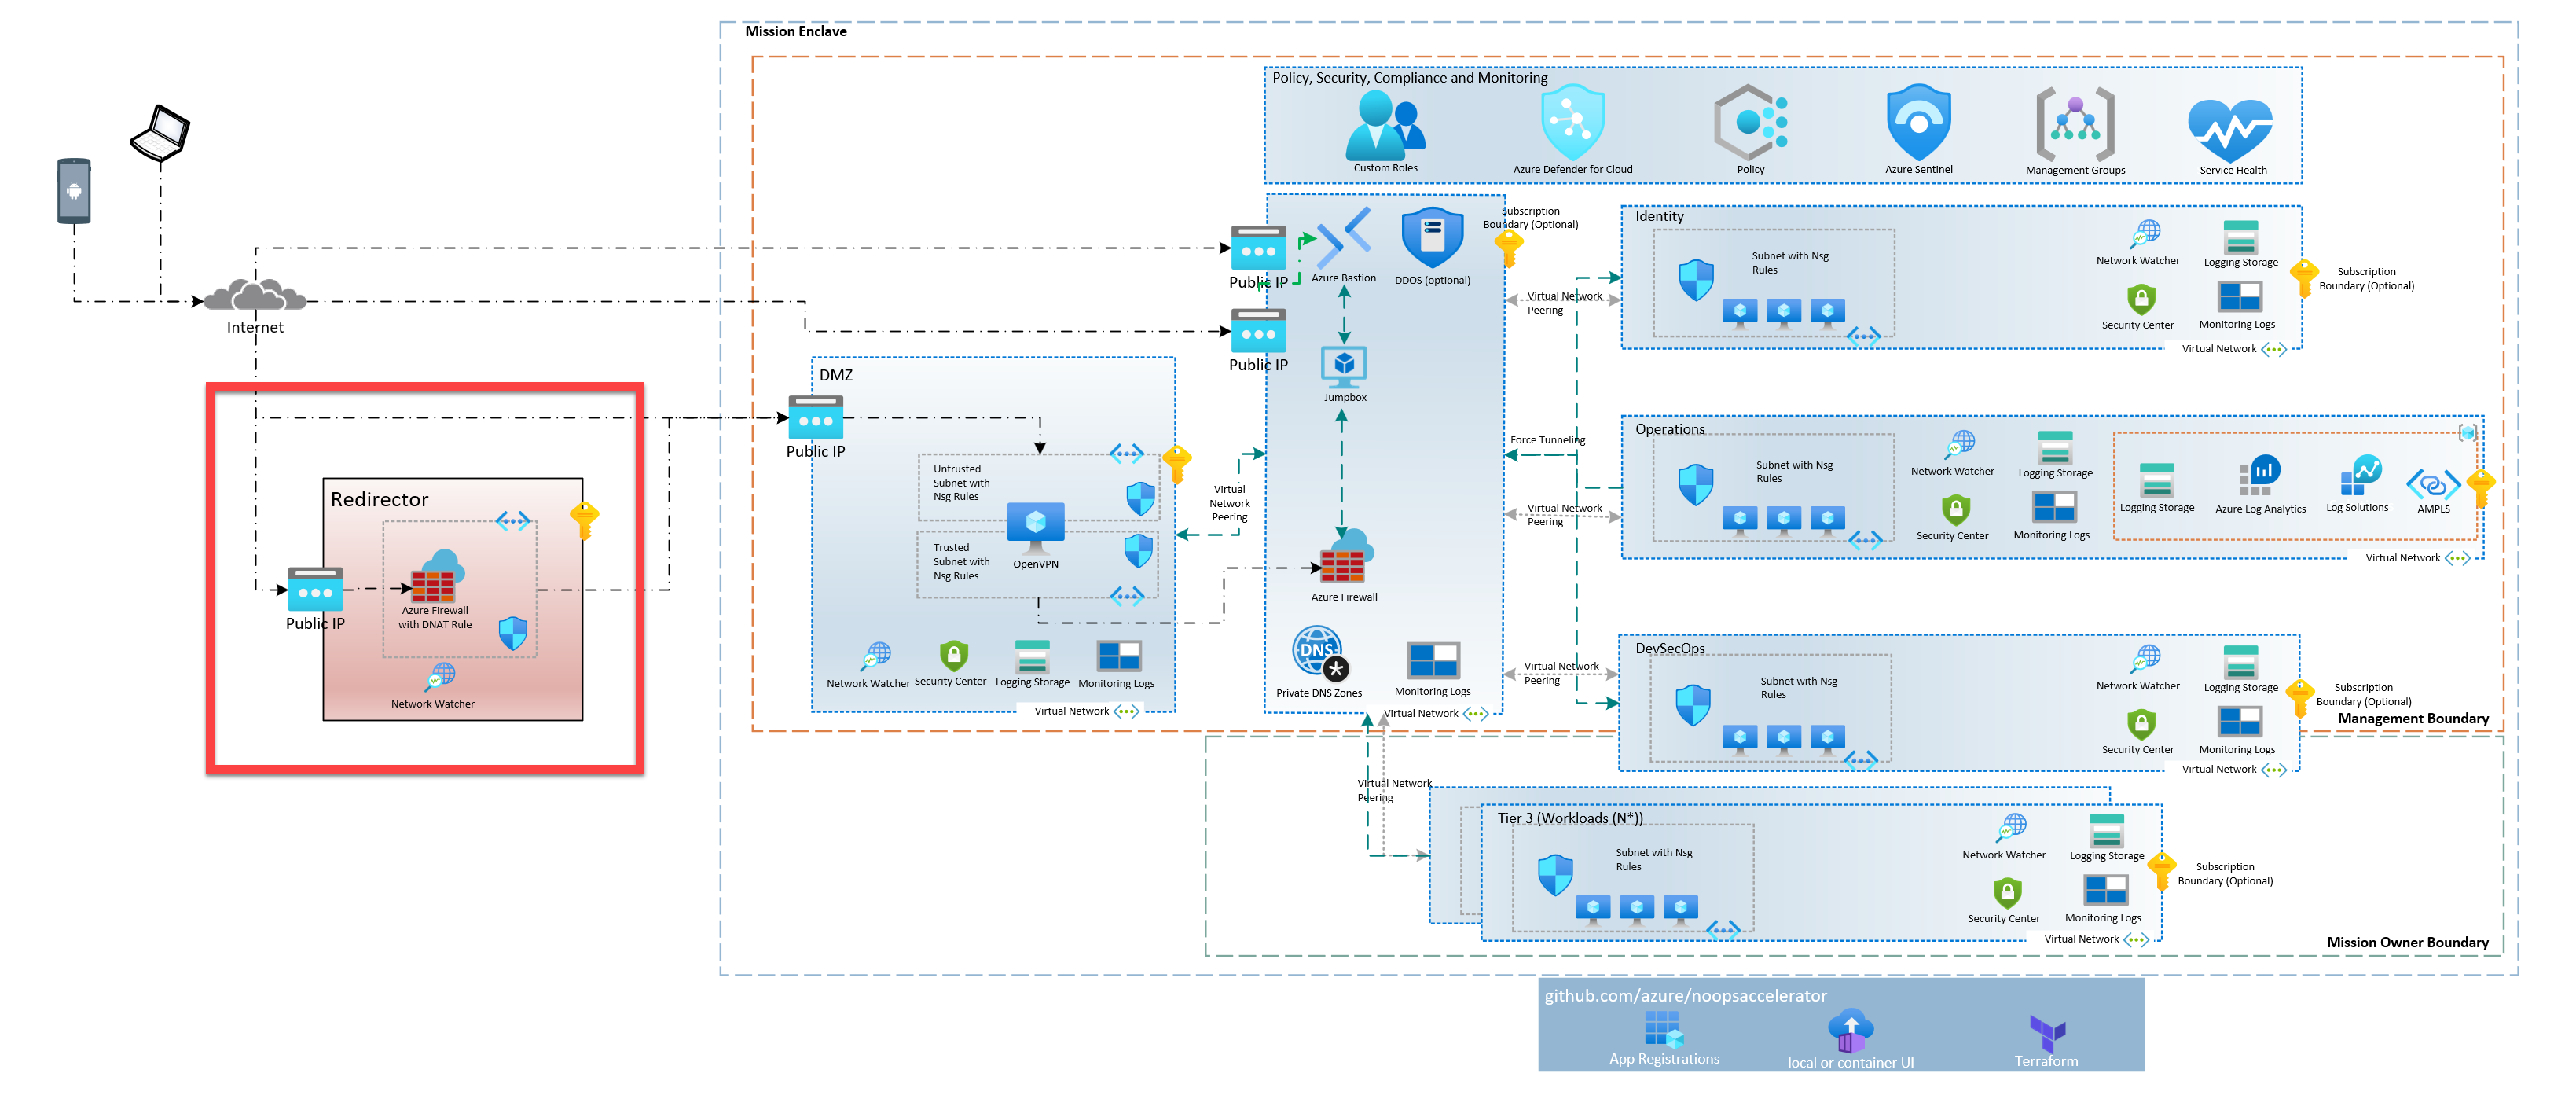 Mission Enclave
Policy, Security, Compliance and Monitoring
Custom Roles
Azure Defender for Cloud
Policy
Azure Sentinel
Management Groups
Service Health
Internet
Public IP
Public IP
Azure Bastion
DDOS (optional)
Subscription
Boundary (Optional)
Jumpbox
Azure Firewall
DNS
Private DNS Zones
Monitoring Logs
Virtual Network
Redirector
Public IP
Azure Firewall
with DNAT Rule
Network Watcher
DMZ
Public IP
Untrusted
Subnet with
Nsg Rules
Trusted
Subnet with
Nsg Rules
OpenVPN
Network Watcher
Security Center
Logging Storage
Monitoring Logs
Virtual Network
Virtual
Network
Peering
Virtual Network
Peering
Force Tunneling
Virtual Network
Peering
Virtual Network
Peering
Virtual Network
Peering
Identity
Subnet with Nsg
Rules
Network Watcher
Logging Storage
Security Center
Monitoring Logs
Virtual Network
Subscription
Boundary (Optional)
Operations
Subnet with Nsg
Rules
Network Watcher
Logging Storage
Security Center
Monitoring Logs
Logging Storage
Azure Log Analytics
Log Solutions
AMPLS
Virtual Network
DevSecOps
Subnet with Nsg
Rules
Network Watcher
Logging Storage
Security Center
Monitoring Logs
Virtual Network
Subscription
Boundary (Optional)
Management Boundary
Tier 3 (Workloads (N*))
Subnet with Nsg
Rules
Network Watcher
Logging Storage
Security Center
Monitoring Logs
Virtual Network
Subscription
Boundary (Optional)
Mission Owner Boundary
github.com/azure/noopsaccelerator
App Registrations
local or container UI
Terraform